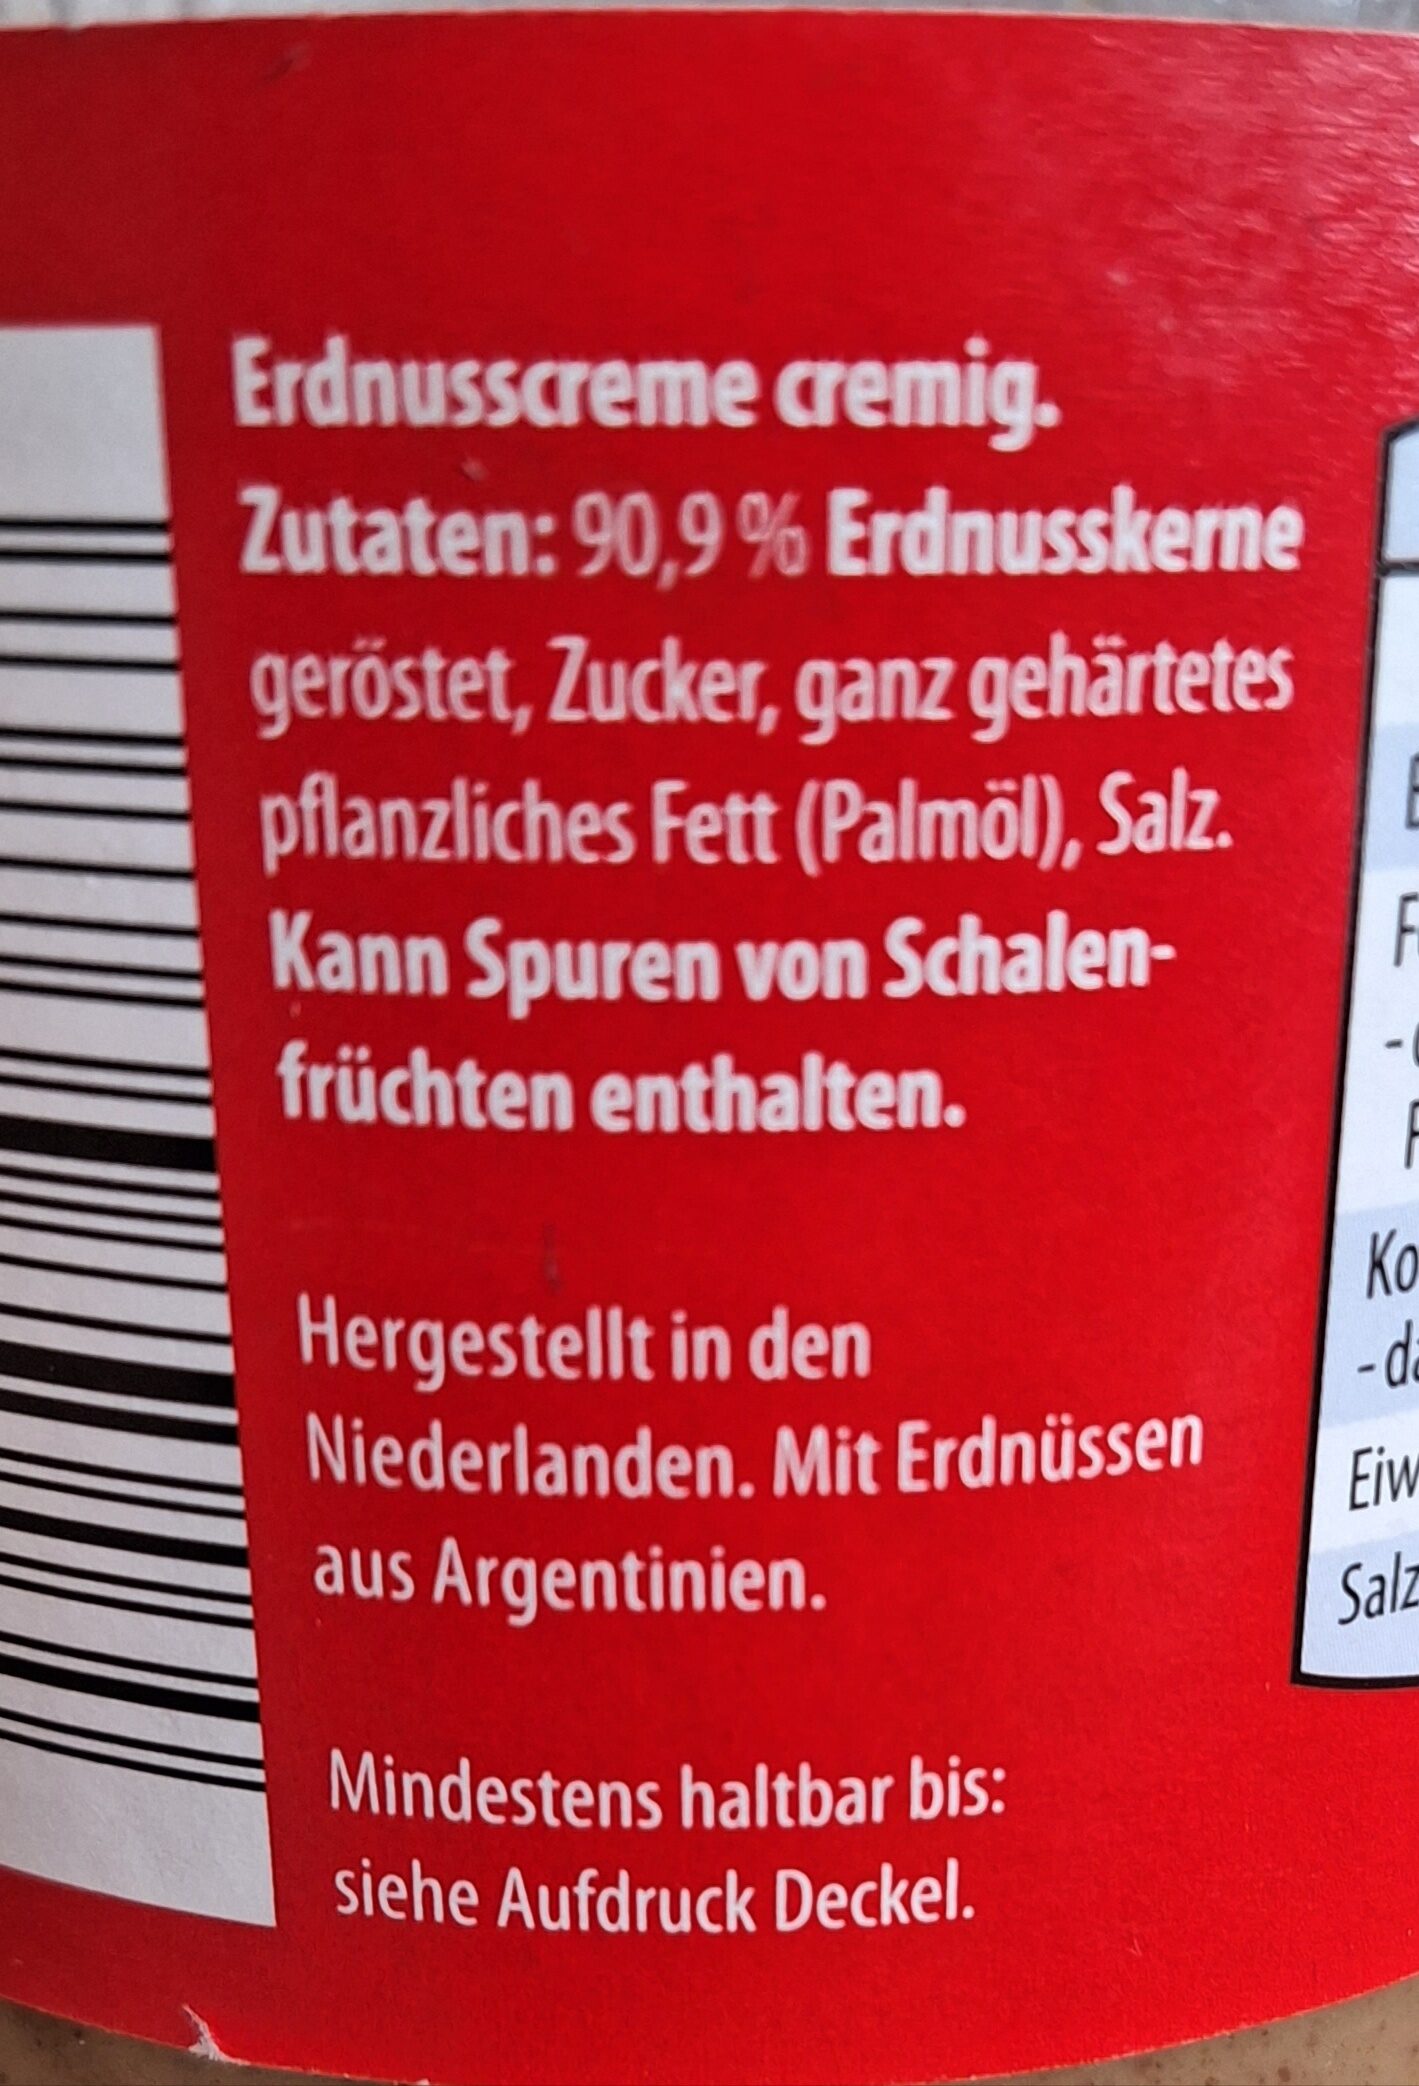 Erdnusscreme cremig.
Zutaten: 90,9 % Erdnusskerne
geröstet, Zucker, ganz gehärtetes
pflanzliches Fett (Palmöl), Salz.
Kann Spuren von Schalen-
früchten enthalten.
Hergestellt in den
Niederlanden. Mit Erdnüssen
aus Argentinien.
Mindestens haltbar bis:
siehe Aufdruck Deckel.
Salz